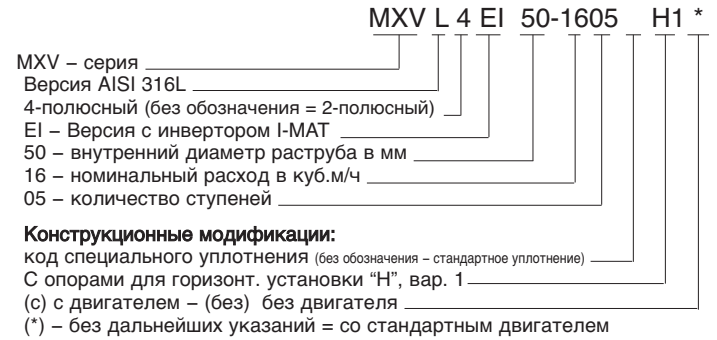 MXV L 4 EI 50-1605 H1 *
MXV – серия
Версия AISI 316L
4-полюсный (без обозначения = 2-полюсный)
EI – Версия с инвертором I-MAT
50 – внутренний диаметр раструба в мм
16 – номинальный расход в куб.м/ч
05 – количество ступеней
Конструкционные модификации:
код специального уплотнения (без обозначения – стандартное уплотнение)
С опорами для горизонт. установки “Н”, вар. 1
(с) с двигателем – (без) без двигателя
(*) – без дальнейших указаний = со стандартным двигателем